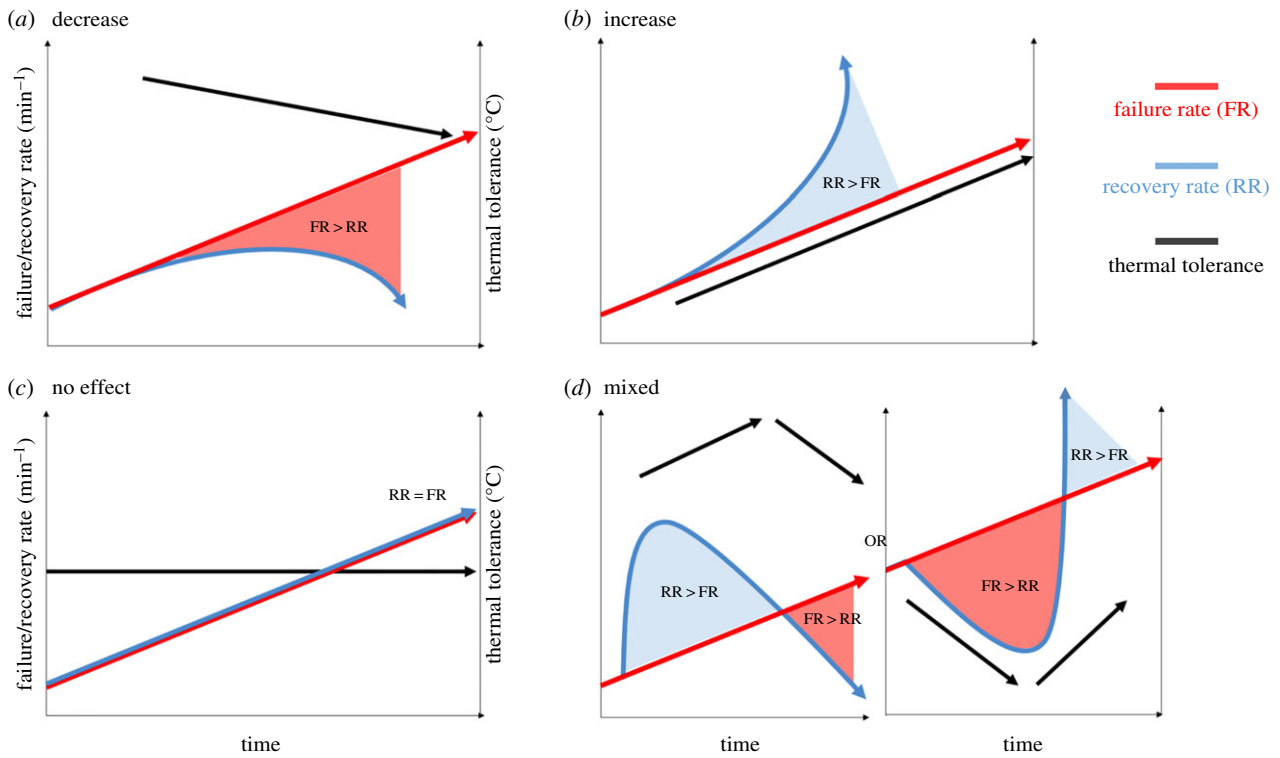 (a) decrease
failure/recovery rate (min⁻¹)
FR > RR
thermal tolerance (°C)
(b) increase
RR > FR
failure rate (FR)
recovery rate (RR)
thermal tolerance
(c) no effect
failure/recovery rate (min⁻¹)
RR = FR
thermal tolerance (°C)
time
(d) mixed
RR > FR
FR > RR
time
OR
RR > FR
FR > RR
time